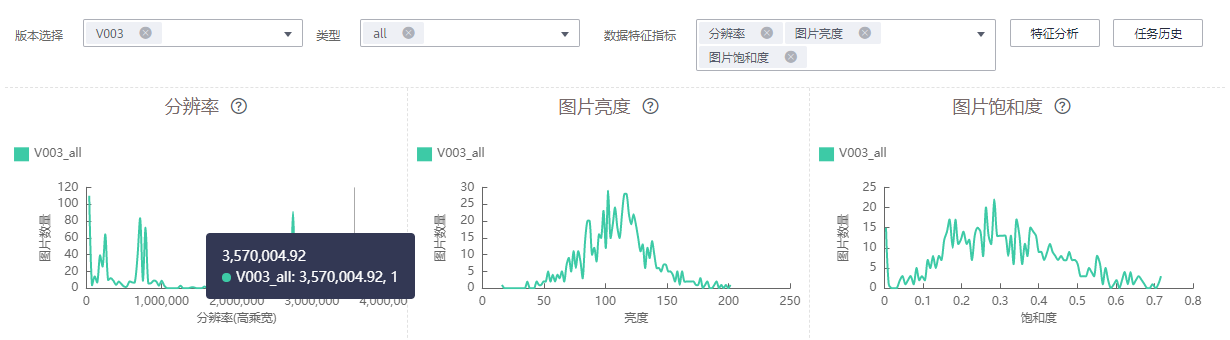 版本选择 V003 类型 all 数据特征指标 分辨率 图片亮度 特征分析 任务历史
图片饱和度
分辨率 ? 图片亮度 ? 图片饱和度 ?
V003_all V003_all V003_all
图片数量
120
100
80
60
40
20
0
0 1,000,000 2,000,000 3,000,000 4,000,00
分辨率(高乘宽)
3,570,004.92
V003_all: 3,570,004.92, 1
图片数量
30
25
20
15
10
5
0
0 50 100 150 200 250
亮度
图片数量
25
20
15
10
5
0
0 0.1 0.2 0.3 0.4 0.5 0.6 0.7 0.8
饱和度